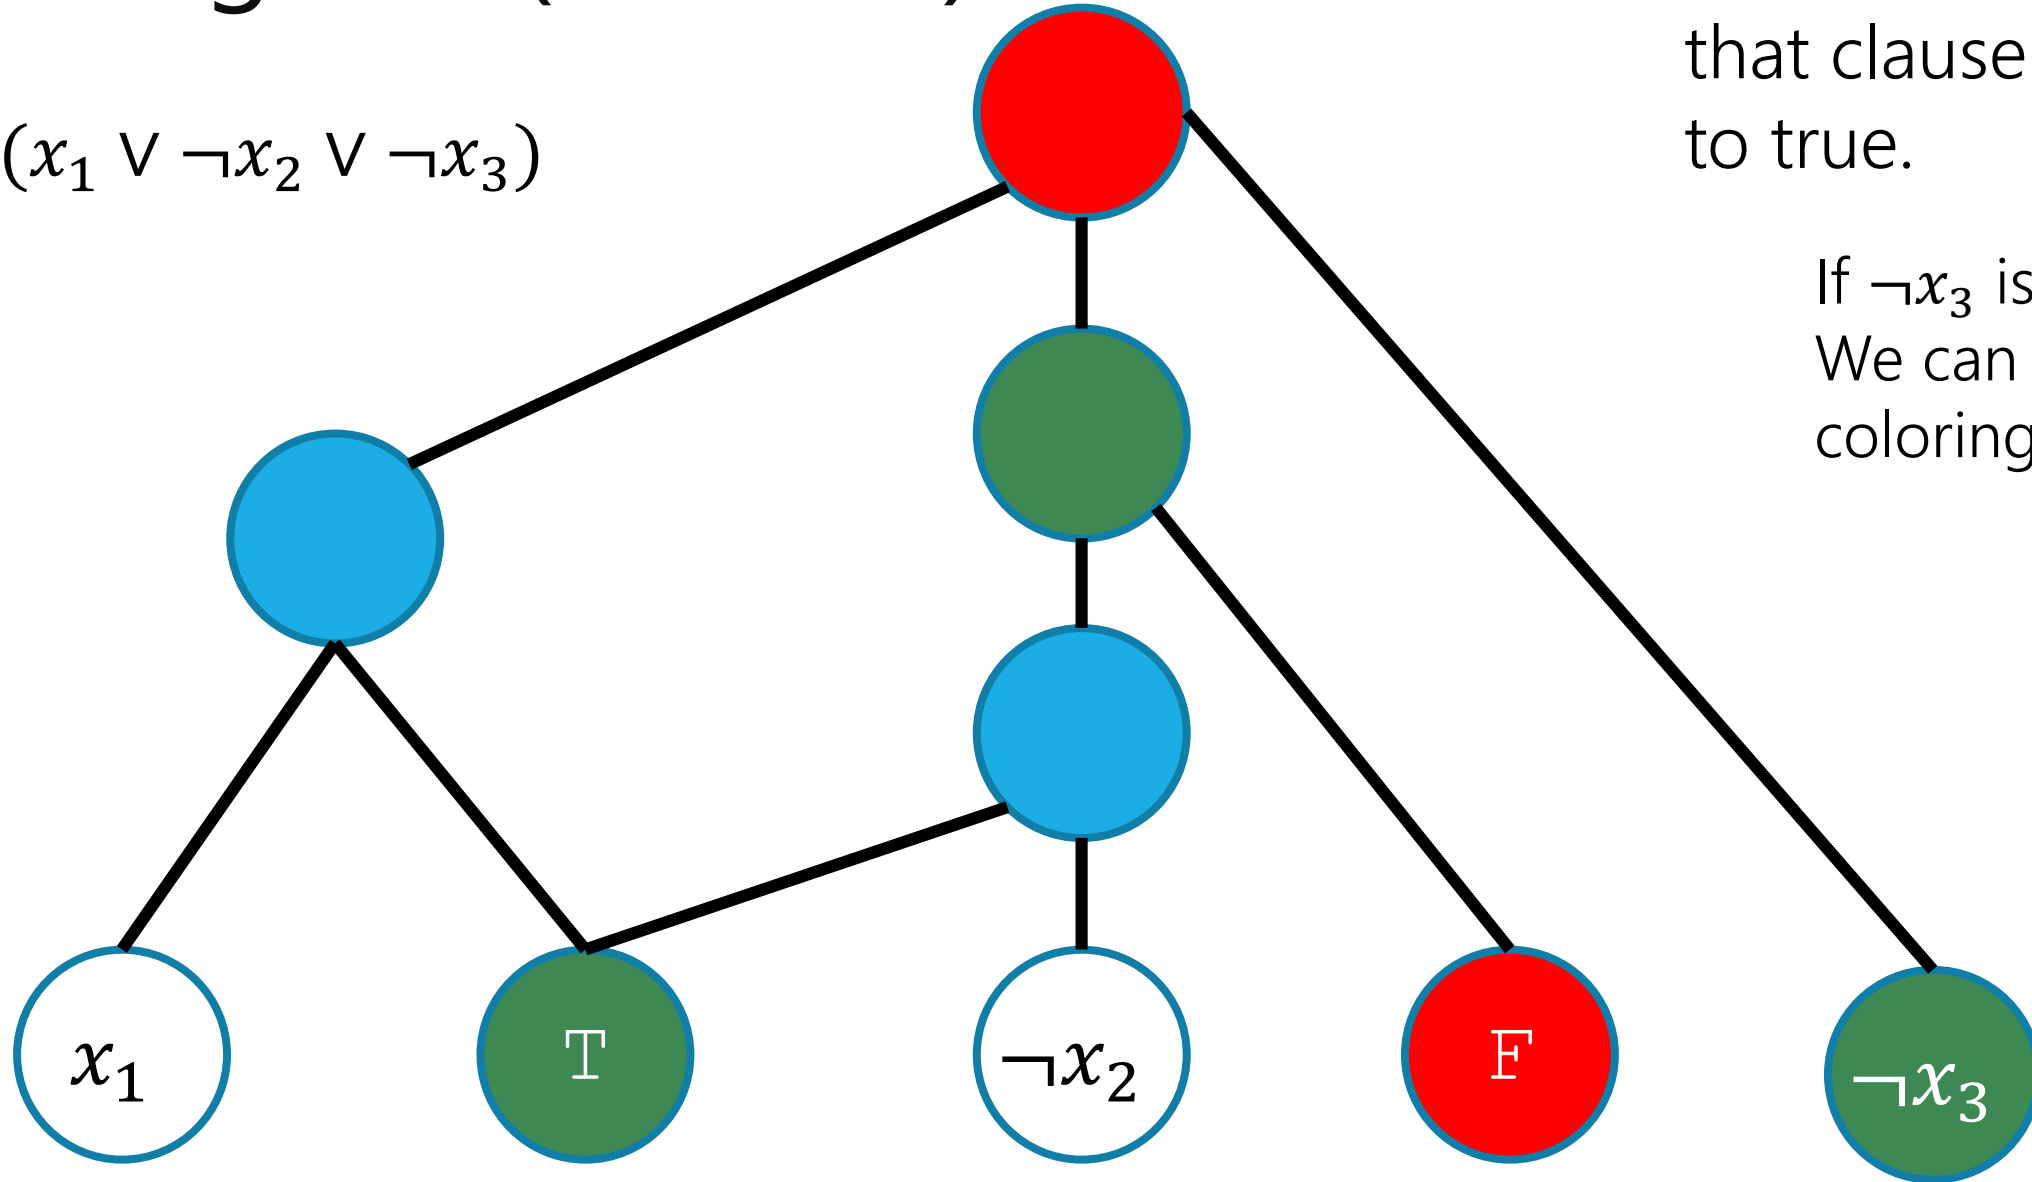 (x₁ ∨ ¬x₂ ∨ ¬x₃)
that clause
to true.
If ¬x₃ is
We can
coloring
x₁
T
¬x₂
F
¬x₃